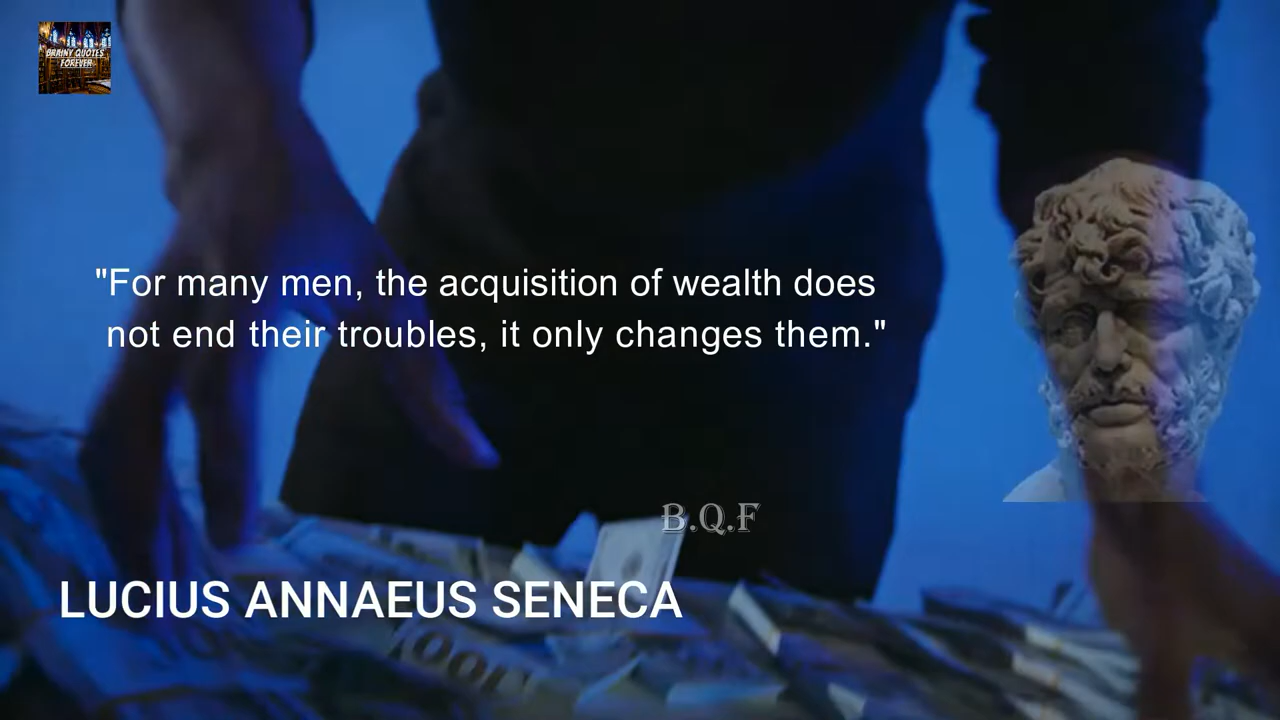 BRAINY QUOTES
FOREVER
"For many men, the acquisition of wealth does
not end their troubles, it only changes them."
B.Q.F
LUCIUS ANNAEUS SENECA
100